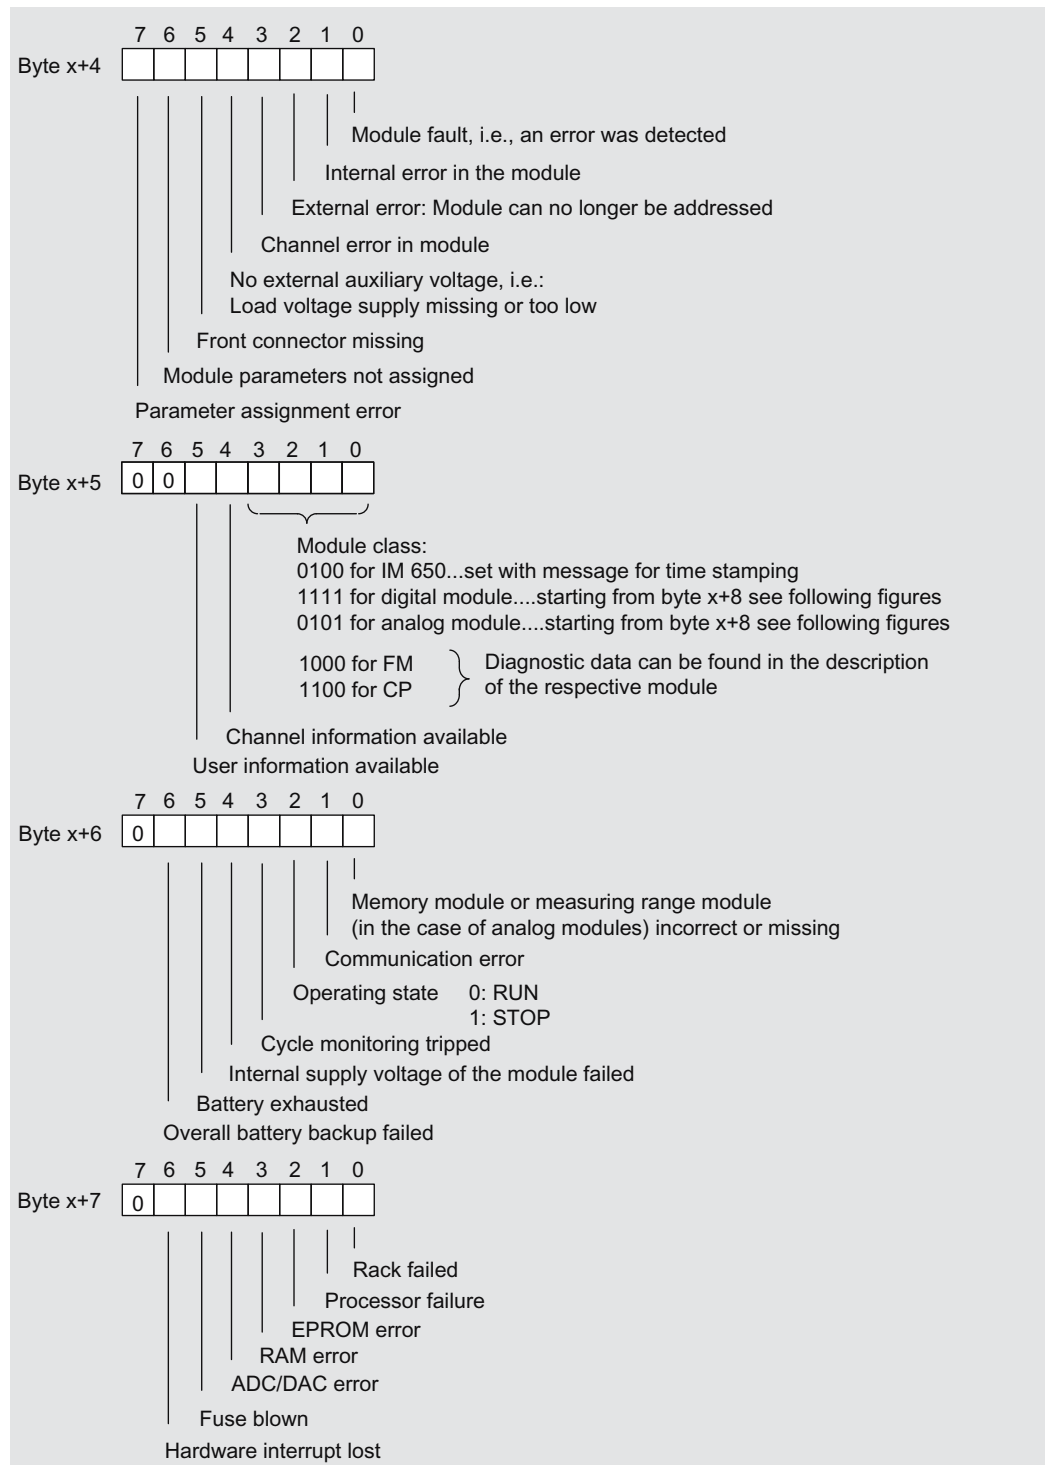 7 6 5 4 3 2 1 0
Byte x+4
Module fault, i.e., an error was detected
Internal error in the module
External error: Module can no longer be addressed
Channel error in module
No external auxiliary voltage, i.e.:
Load voltage supply missing or too low
Front connector missing
Module parameters not assigned
Parameter assignment error
7 6 5 4 3 2 1 0
Byte x+5 0 0
Module class:
0100 for IM 650...set with message for time stamping
1111 for digital module....starting from byte x+8 see following figures
0101 for analog module....starting from byte x+8 see following figures
1000 for FM
1100 for CP
Diagnostic data can be found in the description
of the respective module
Channel information available
User information available
7 6 5 4 3 2 1 0
Byte x+6 0
Memory module or measuring range module
(in the case of analog modules) incorrect or missing
Communication error
Operating state 0: RUN
1: STOP
Cycle monitoring tripped
Internal supply voltage of the module failed
Battery exhausted
Overall battery backup failed
7 6 5 4 3 2 1 0
Byte x+7 0
Rack failed
Processor failure
EPROM error
RAM error
ADC/DAC error
Fuse blown
Hardware interrupt lost